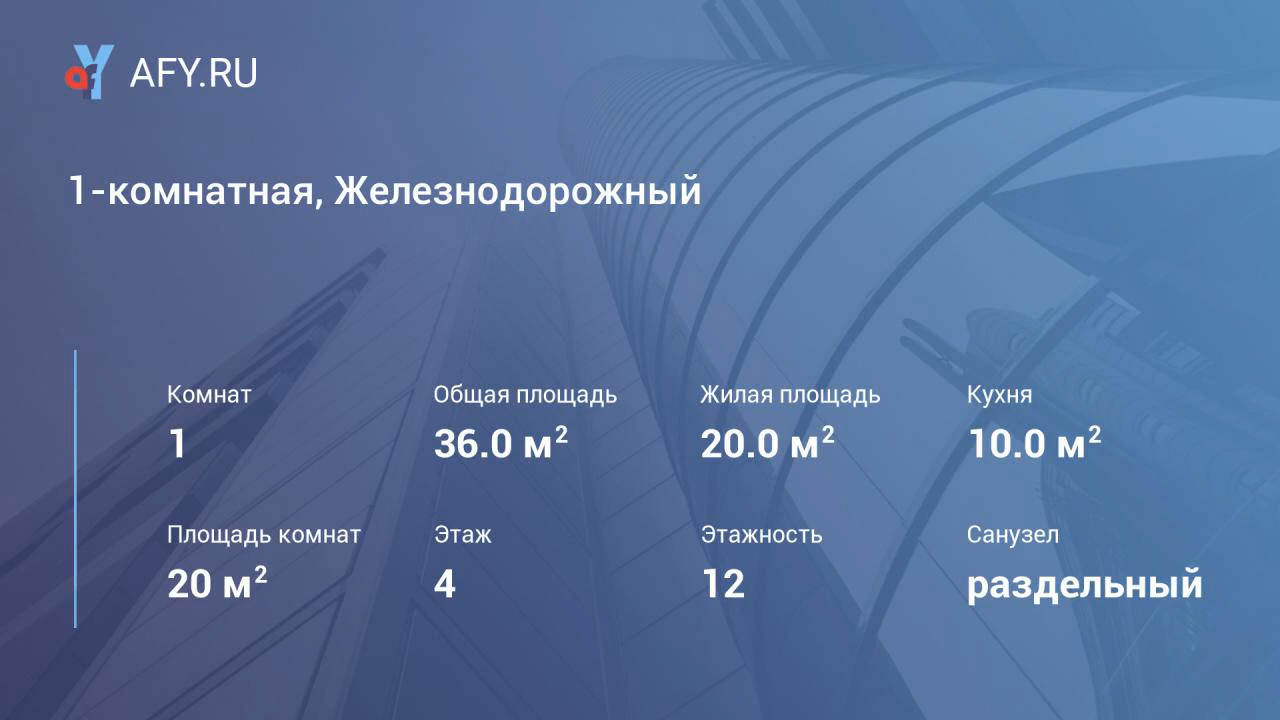 AFY.RU
1-комнатная, Железнодорожный
Комнат
1
Общая площадь
36.0 м²
Жилая площадь
20.0 м²
Кухня
10.0 м²
Площадь комнат
20 м²
Этаж
4
Этажность
12
Санузел
раздельный